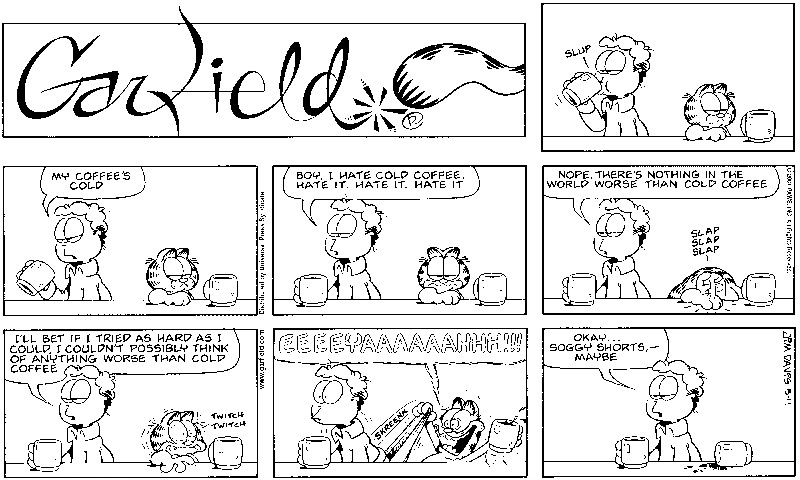 Garfield
®
SLUP
MY COFFEE'S
COLD
BOY, I HATE COLD COFFEE.
HATE IT. HATE IT. HATE IT
NOPE. THERE'S NOTHING IN THE
WORLD WORSE THAN COLD COFFEE
SLAP
SLAP
SLAP
I'LL BET IF I TRIED AS HARD AS I
COULD, I COULDN'T POSSIBLY THINK
OF ANYTHING WORSE THAN COLD
COFFEE
TWITCH
TWITCH
www.garfield.com
EEEEYAAAAAAAHHH!!!
SKREEEK
OKAY...
SOGGY SHORTS,
MAYBE
JIM DAVIS